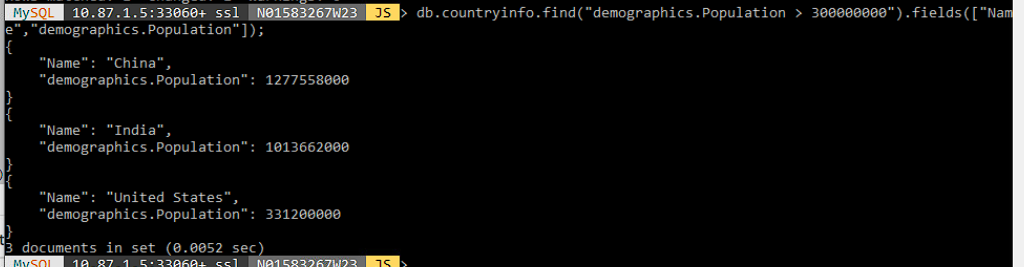 MySQL 10.87.1.5:33060+ ssl N01583267W23 JS > db.countryinfo.find("demographics.Population > 300000000").fields(["Nam
e","demographics.Population"]);
{
    "Name": "China",
    "demographics.Population": 1277558000
}
{
    "Name": "India",
    "demographics.Population": 1013662000
}
{
    "Name": "United States",
    "demographics.Population": 331200000
}
3 documents in set (0.0052 sec)
MySQL 10.87.1.5:33060+ ssl N01583267W23 JS >